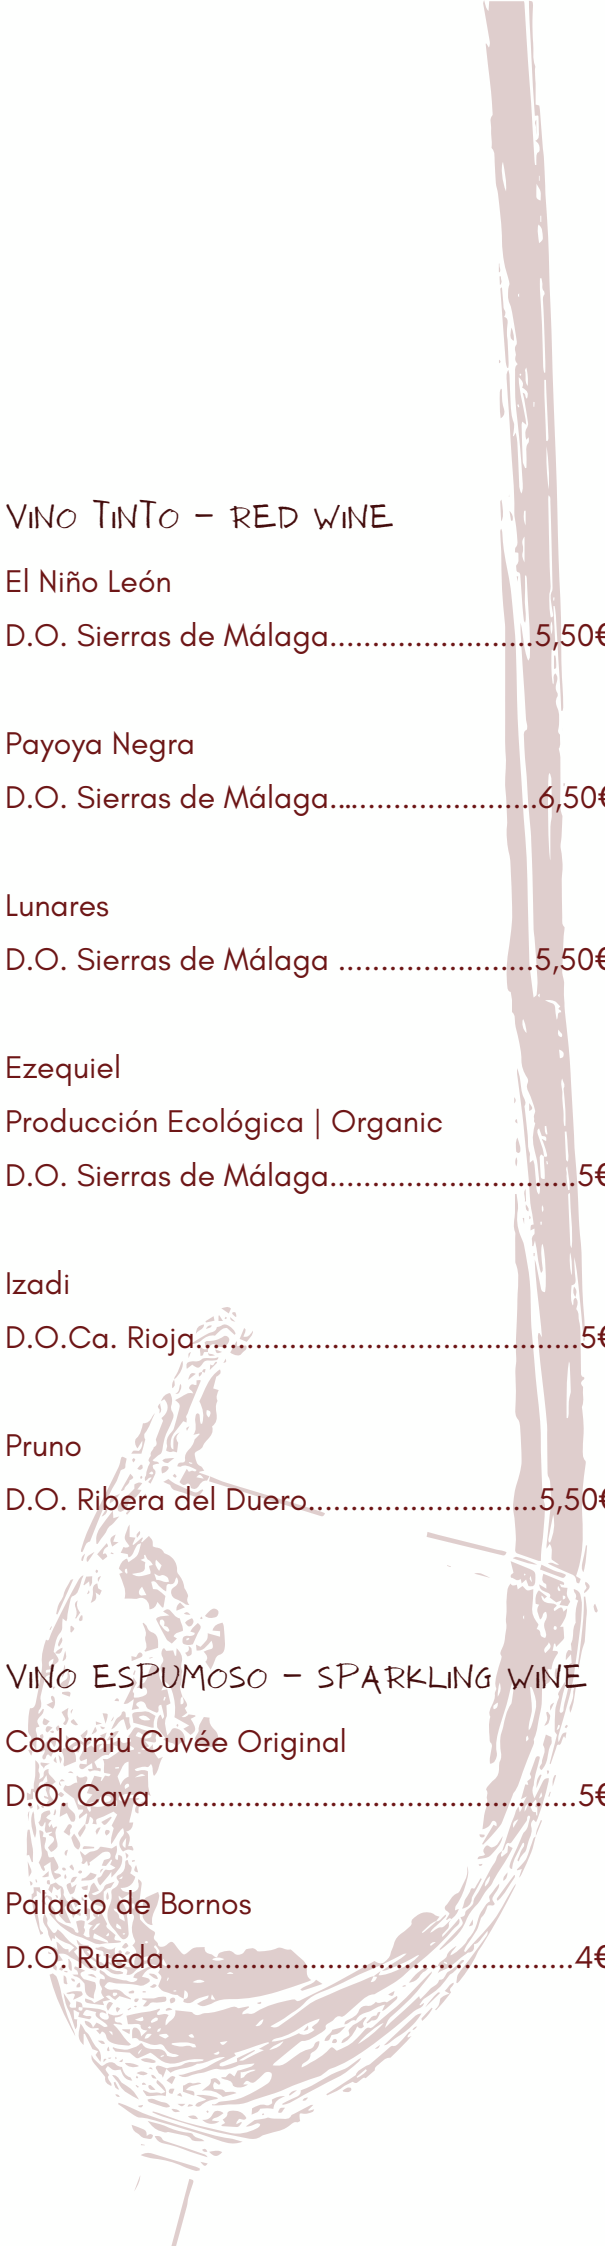 VINO TINTO - RED WINE
El Niño León
D.O. Sierras de Málaga.......................5,50€
Payoya Negra
D.O. Sierras de Málaga........................6,50€
Lunares
D.O. Sierras de Málaga ......................5,50€
Ezequiel
Producción Ecológica | Organic
D.O. Sierras de Málaga............................5€
Izadi
D.O.Ca. Rioja............................................5€
Pruno
D.O. Ribera del Duero..........................5,50€
VINO ESPUMOSO - SPARKLING WINE
Codorniu Cuvée Original
D.O. Cava.................................................5€
Palacio de Bornos
D.O. Rueda...............................................4€